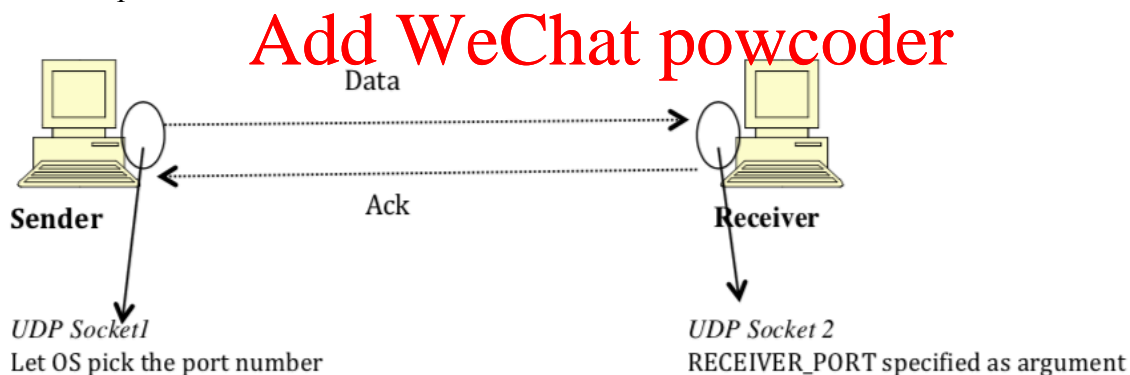 Add WeChat powcoder
Data
Ack
Sender
Receiver
UDP Socket1
Let OS pick the port number
UDP Socket 2
RECEIVER_PORT specified as argument